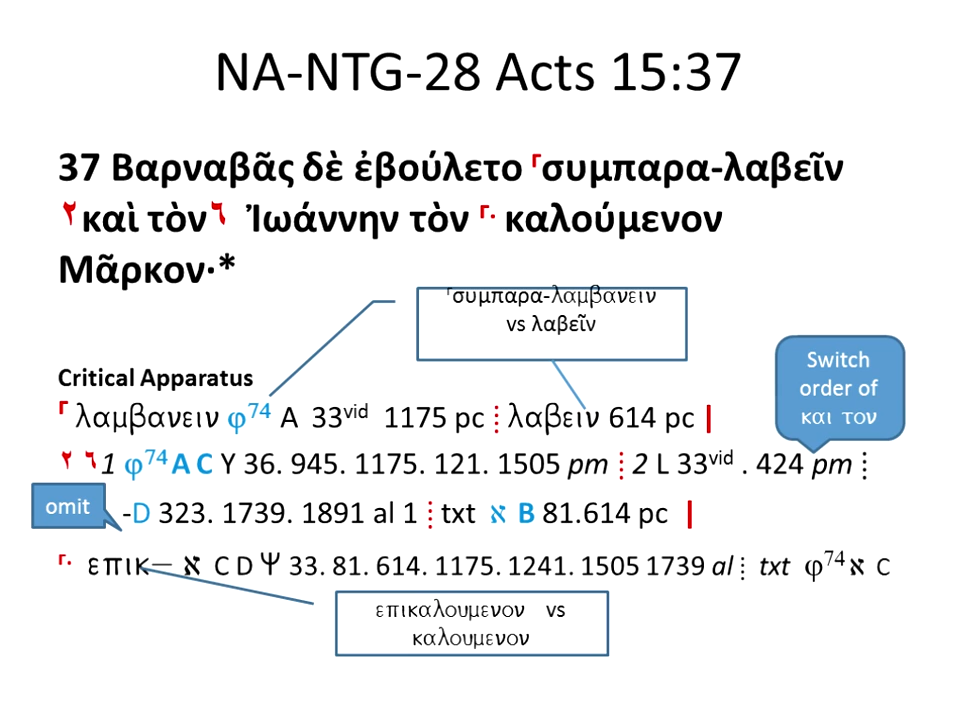 NA-NTG-28 Acts 15:37
37 Βαρναβᾶς δὲ ἐβούλετο ⸀συμπαρα-λαβεῖν
⸂καὶ τὸν⸃ Ἰωάννην τὸν ⸀· καλούμενον
Μᾶρκον·*
⸀συμπαρα-λαμβανειν
vs λαβεῖν
Switch
order of
και τον
Critical Apparatus
⸀ λαμβανειν φ74 A 33vid 1175 pc ⁞ λαβειν 614 pc |
⸂ ⸃1 φ74 A C Y 36. 945. 1175. 121. 1505 pm ⁞ 2 L 33vid . 424 pm ⁞
omit
-D 323. 1739. 1891 al 1 ⁞ txt א B 81.614 pc |
⸀· επικ— א C D Ψ 33. 81. 614. 1175. 1241. 1505 1739 al ⁞ txt φ74 א C
επικαλουμενον vs
καλουμενον